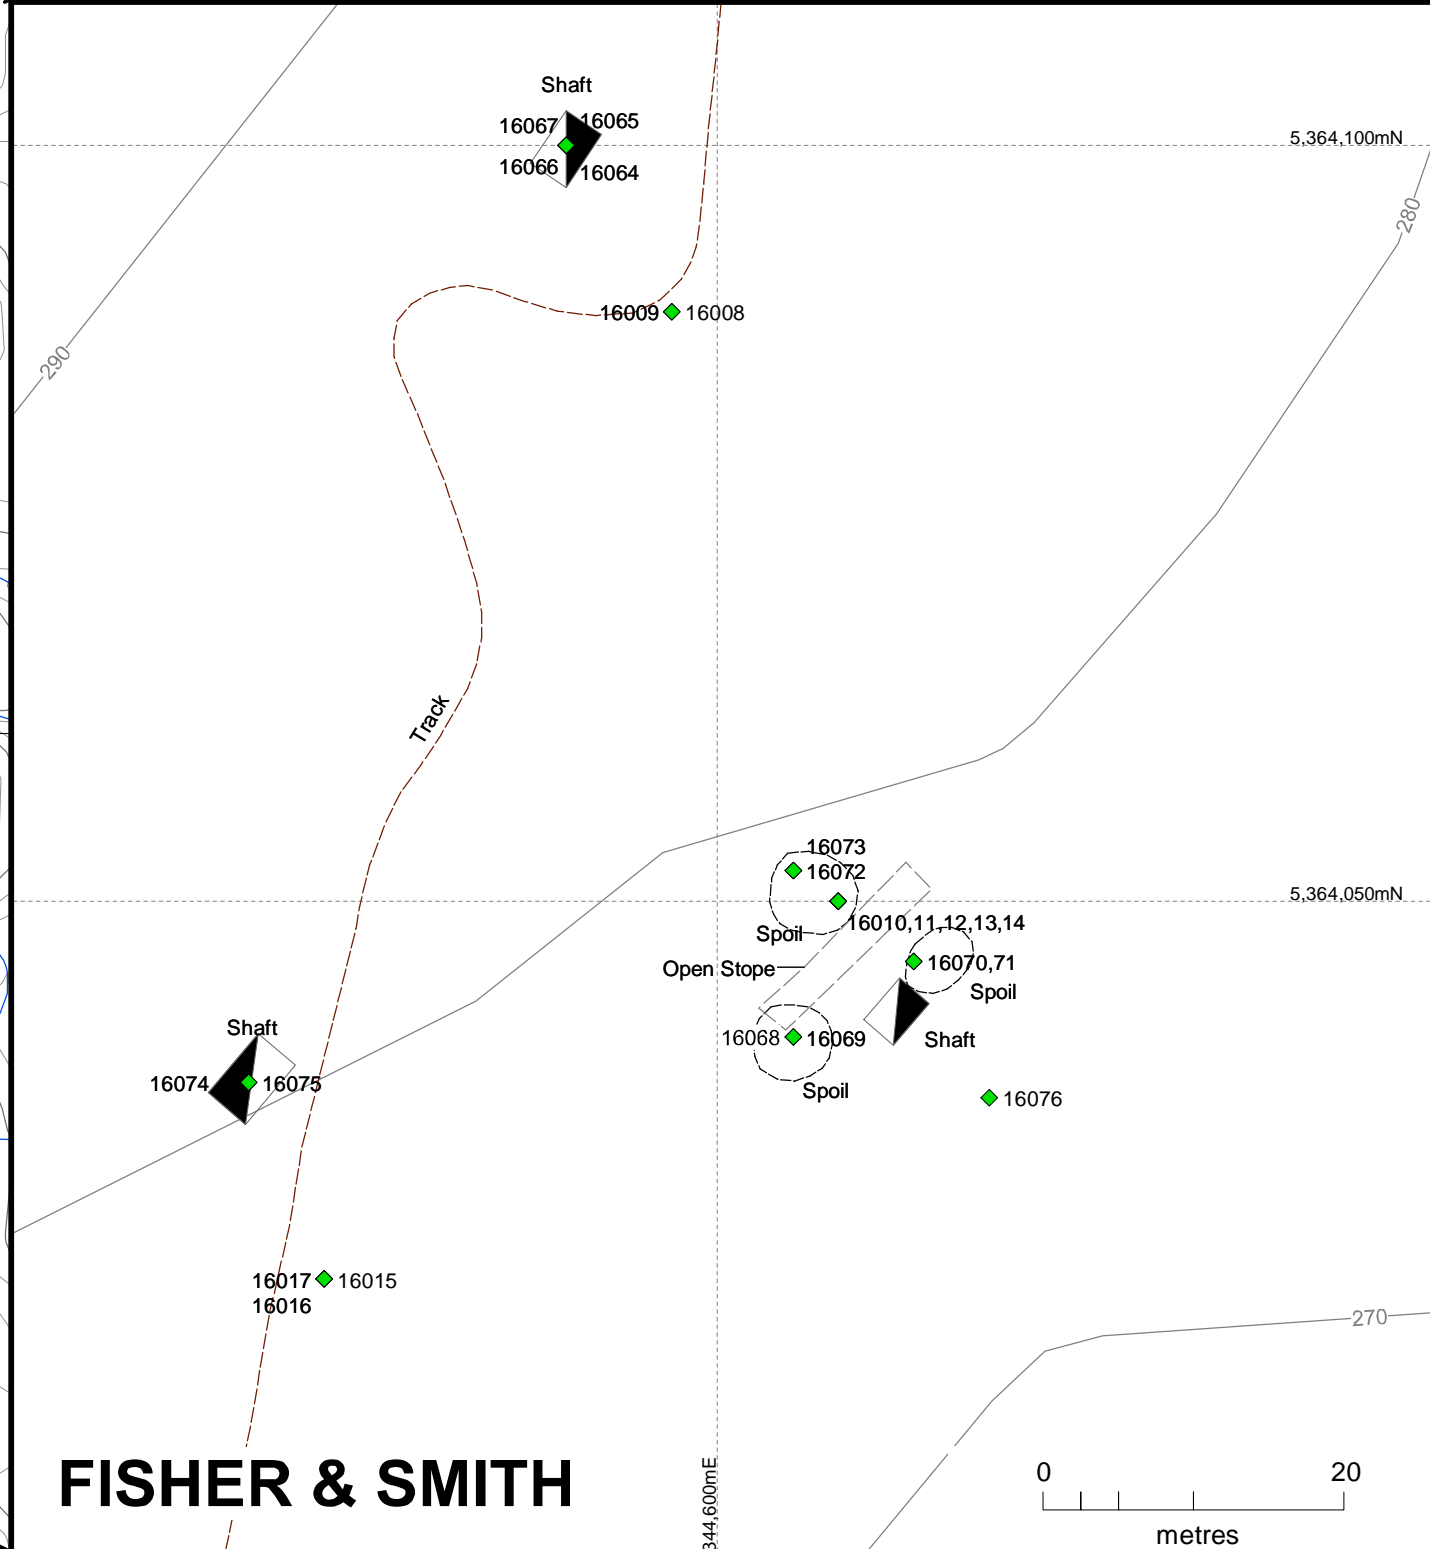 Shaft
16067
16065
5,364,100mN
16066
16064
280
16009
16008
290
Track
16073
16072
5,364,050mN
16010,11,12,13,14
Spoil
Open Stope
16070,71
Spoil
Shaft
16068
16069
Shaft
16074
16075
Spoil
16076
16017
16015
16016
270
FISHER & SMITH
344,600mE
0
20
metres